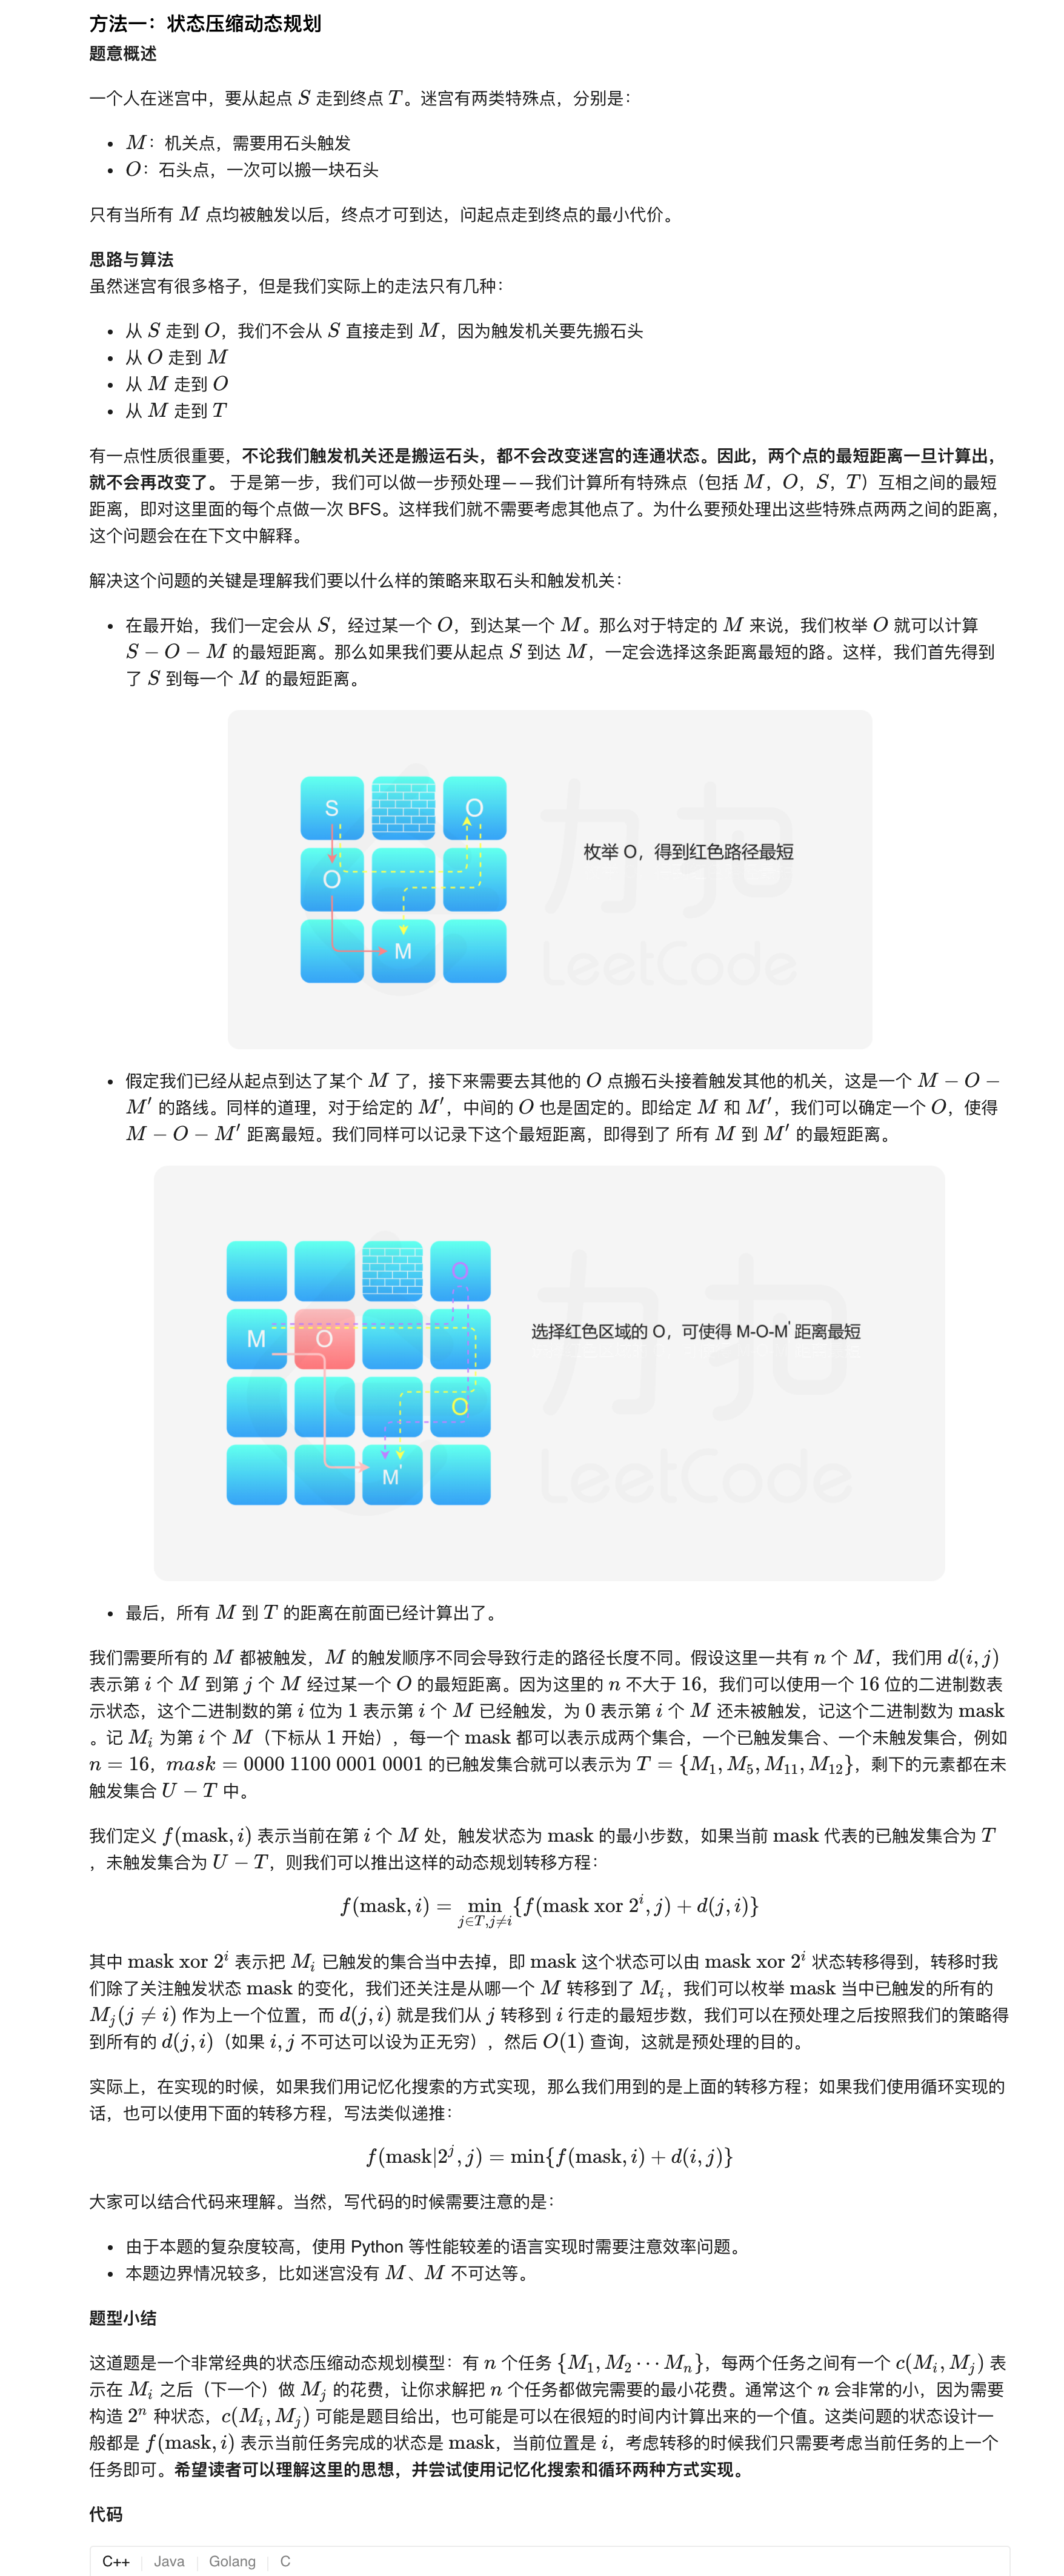 方法一：状态压缩动态规划
题意概述
一个人在迷宫中，要从起点 S 走到终点 T。迷宫有两类特殊点，分别是：
• M：机关点，需要用石头触发
• O：石头点，一次可以搬一块石头
只有当所有 M 点均被触发以后，终点才可到达，问起点走到终点的最小代价。
思路与算法
虽然迷宫有很多格子，但是我们实际上的走法只有几种：
• 从 S 走到 O，我们不会从 S 直接走到 M，因为触发机关要先搬石头
• 从 O 走到 M
• 从 M 走到 O
• 从 M 走到 T
有一点性质很重要，不论我们触发机关还是搬运石头，都不会改变迷宫的连通状态。因此，两个点的最短距离一旦计算出，
就不会再改变了。 于是第一步，我们可以做一步预处理——我们计算所有特殊点（包括 M，O，S，T）互相之间的最短
距离，即对这里面的每个点做一次 BFS。这样我们就不需要考虑其他点了。为什么要预处理出这些特殊点两两之间的距离，
这个问题会在在下文中解释。
解决这个问题的关键是理解我们要以什么样的策略来取石头和触发机关：
• 在最开始，我们一定会从 S，经过某一个 O，到达某一个 M。那么对于特定的 M 来说，我们枚举 O 就可以计算
S − O − M 的最短距离。那么如果我们要从起点 S 到达 M，一定会选择这条距离最短的路。这样，我们首先得到
了 S 到每一个 M 的最短距离。
S
O
枚举 O，得到红色路径最短
O
M
力扣
LeetCode
• 假定我们已经从起点到达了某个 M 了，接下来需要去其他的 O 点搬石头接着触发其他的机关，这是一个 M − O −
M′ 的路线。同样的道理，对于给定的 M′，中间的 O 也是固定的。即给定 M 和 M′，我们可以确定一个 O，使得
M − O − M′ 距离最短。我们同样可以记录下这个最短距离，即得到了 所有 M 到 M′ 的最短距离。
O
M
O
选择红色区域的 O，可使得 M-O-M' 距离最短
O
M'
力扣
LeetCode
• 最后，所有 M 到 T 的距离在前面已经计算出了。
我们需要所有的 M 都被触发，M 的触发顺序不同会导致行走的路径长度不同。假设这里一共有 n 个 M，我们用 d(i, j)
表示第 i 个 M 到第 j 个 M 经过某一个 O 的最短距离。因为这里的 n 不大于 16，我们可以使用一个 16 位的二进制数表
示状态，这个二进制数的第 i 位为 1 表示第 i 个 M 已经触发，为 0 表示第 i 个 M 还未被触发，记这个二进制数为 mask
。记 Mᵢ 为第 i 个 M（下标从 1 开始），每一个 mask 都可以表示成两个集合，一个已触发集合、一个未触发集合，例如
n = 16，mask = 0000 1100 0001 0001 的已触发集合就可以表示为 T = {M₁, M₅, M₁₁, M₁₂}，剩下的元素都在未
触发集合 U − T 中。
我们定义 f(mask, i) 表示当前在第 i 个 M 处，触发状态为 mask 的最小步数，如果当前 mask 代表的已触发集合为 T
，未触发集合为 U − T，则我们可以推出这样的动态规划转移方程：
f(mask, i) = min_{j∈T,j≠i}{f(mask xor 2ⁱ, j) + d(j, i)}
其中 mask xor 2ⁱ 表示把 Mᵢ 已触发的集合当中去掉，即 mask 这个状态可以由 mask xor 2ⁱ 状态转移得到，转移时我
们除了关注触发状态 mask 的变化，我们还关注是从哪一个 M 转移到了 Mᵢ，我们可以枚举 mask 当中已触发的所有的
Mⱼ(j ≠ i) 作为上一个位置，而 d(j, i) 就是我们从 j 转移到 i 行走的最短步数，我们可以在预处理之后按照我们的策略得
到所有的 d(j, i)（如果 i, j 不可达可以设为正无穷），然后 O(1) 查询，这就是预处理的目的。
实际上，在实现的时候，如果我们用记忆化搜索的方式实现，那么我们用到的是上面的转移方程；如果我们使用循环实现的
话，也可以使用下面的转移方程，写法类似递推：
f(mask|2ʲ, j) = min{f(mask, i) + d(i, j)}
大家可以结合代码来理解。当然，写代码的时候需要注意的是：
• 由于本题的复杂度较高，使用 Python 等性能较差的语言实现时需要注意效率问题。
• 本题边界情况较多，比如迷宫没有 M、M 不可达等。
题型小结
这道题是一个非常经典的状态压缩动态规划模型：有 n 个任务 {M₁, M₂ ⋯ Mₙ}，每两个任务之间有一个 c(Mᵢ, Mⱼ) 表
示在 Mᵢ 之后（下一个）做 Mⱼ 的花费，让你求解把 n 个任务都做完需要的最小花费。通常这个 n 会非常的小，因为需要
构造 2ⁿ 种状态，c(Mᵢ, Mⱼ) 可能是题目给出，也可能是可以在很短的时间内计算出来的一个值。这类问题的状态设计一
般都是 f(mask, i) 表示当前任务完成的状态是 mask，当前位置是 i，考虑转移的时候我们只需要考虑当前任务的上一个
任务即可。希望读者可以理解这里的思想，并尝试使用记忆化搜索和循环两种方式实现。
代码
C++ Java Golang C